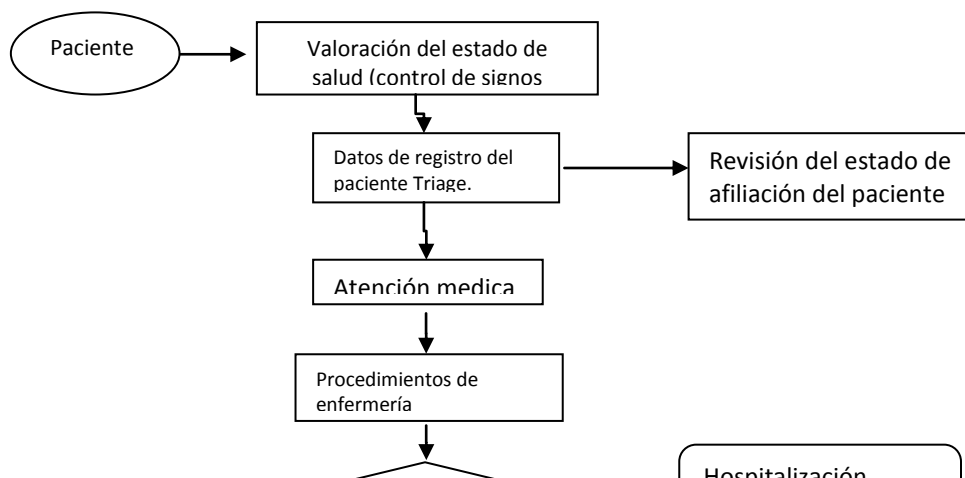 Paciente
Valoración del estado de
salud (control de signos
Datos de registro del
paciente Triage.
Revisión del estado de
afiliación del paciente
Atención medica
Procedimientos de
enfermería
Hospitalización